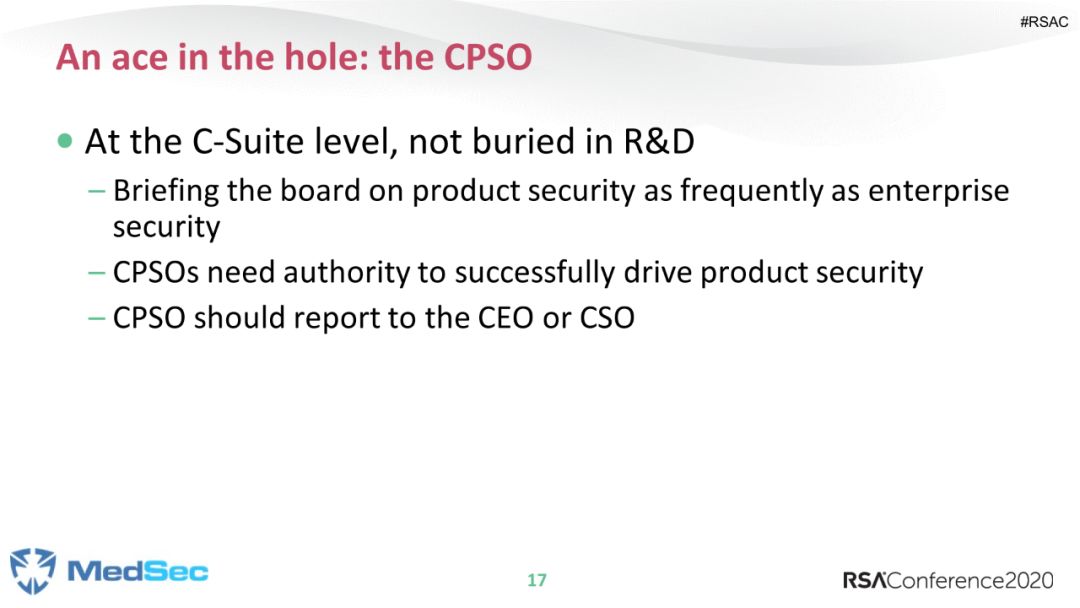 #RSAC
An ace in the hole: the CPSO
• At the C-Suite level, not buried in R&D
– Briefing the board on product security as frequently as enterprise
security
– CPSOs need authority to successfully drive product security
– CPSO should report to the CEO or CSO
MedSec
17
RSAConference2020